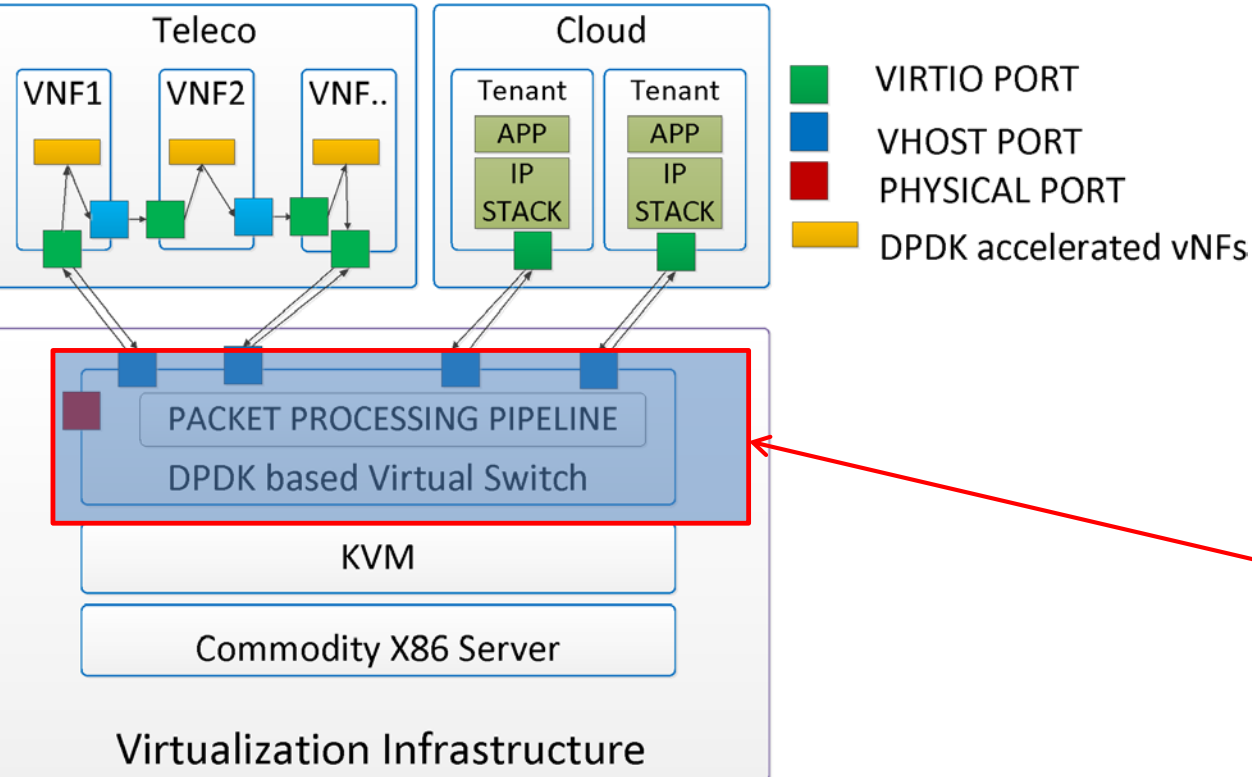 Teleco
VNF1
VNF2
VNF..
Cloud
Tenant
APP
IP
STACK
Tenant
APP
IP
STACK
VIRTIO PORT
VHOST PORT
PHYSICAL PORT
DPDK accelerated vNFs
PACKET PROCESSING PIPELINE
DPDK based Virtual Switch
KVM
Commodity X86 Server
Virtualization Infrastructure